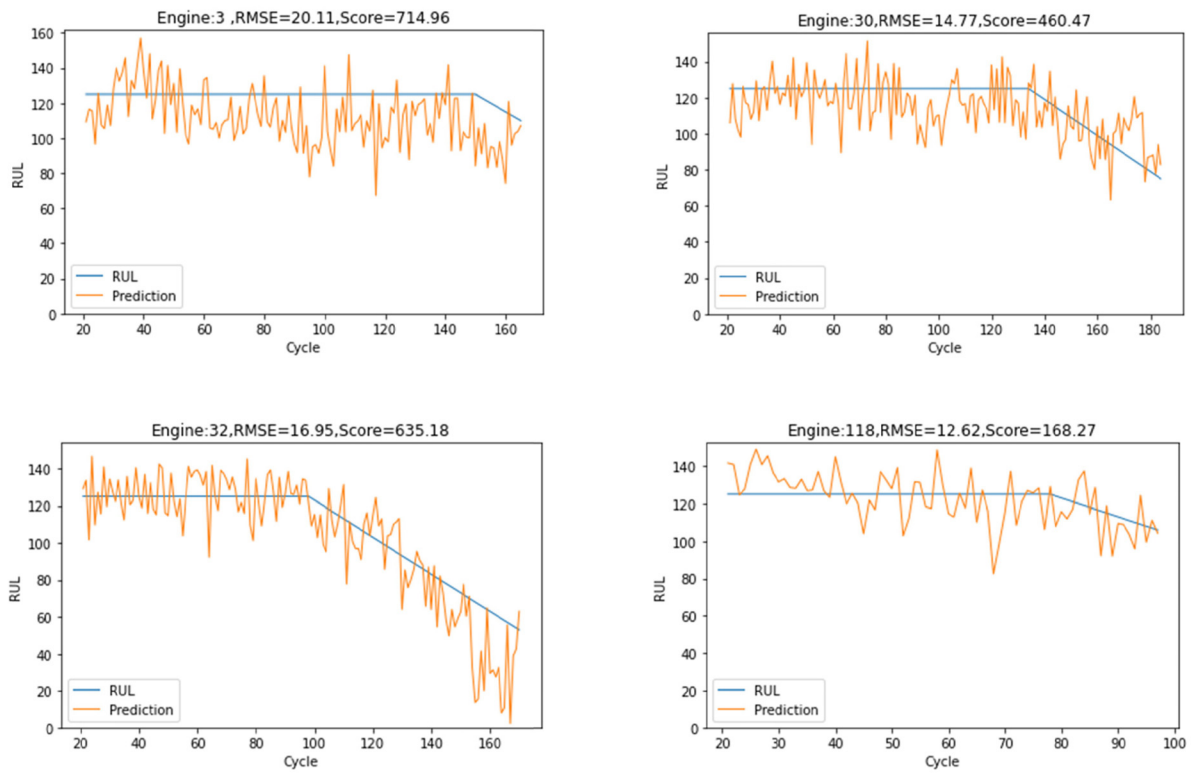 Engine:3 ,RMSE=20.11,Score=714.96
160
140
120
100
80
60
40
20
0
RUL
RUL
Prediction
20 40 60 80 100 120 140 160
Cycle
Engine:30,RMSE=14.77,Score=460.47
140
120
100
80
60
40
20
0
RUL
RUL
Prediction
20 40 60 80 100 120 140 160 180
Cycle
Engine:32,RMSE=16.95,Score=635.18
140
120
100
80
60
40
20
0
RUL
RUL
Prediction
20 40 60 80 100 120 140 160
Cycle
Engine:118,RMSE=12.62,Score=168.27
140
120
100
80
60
40
20
0
RUL
RUL
Prediction
20 30 40 50 60 70 80 90 100
Cycle